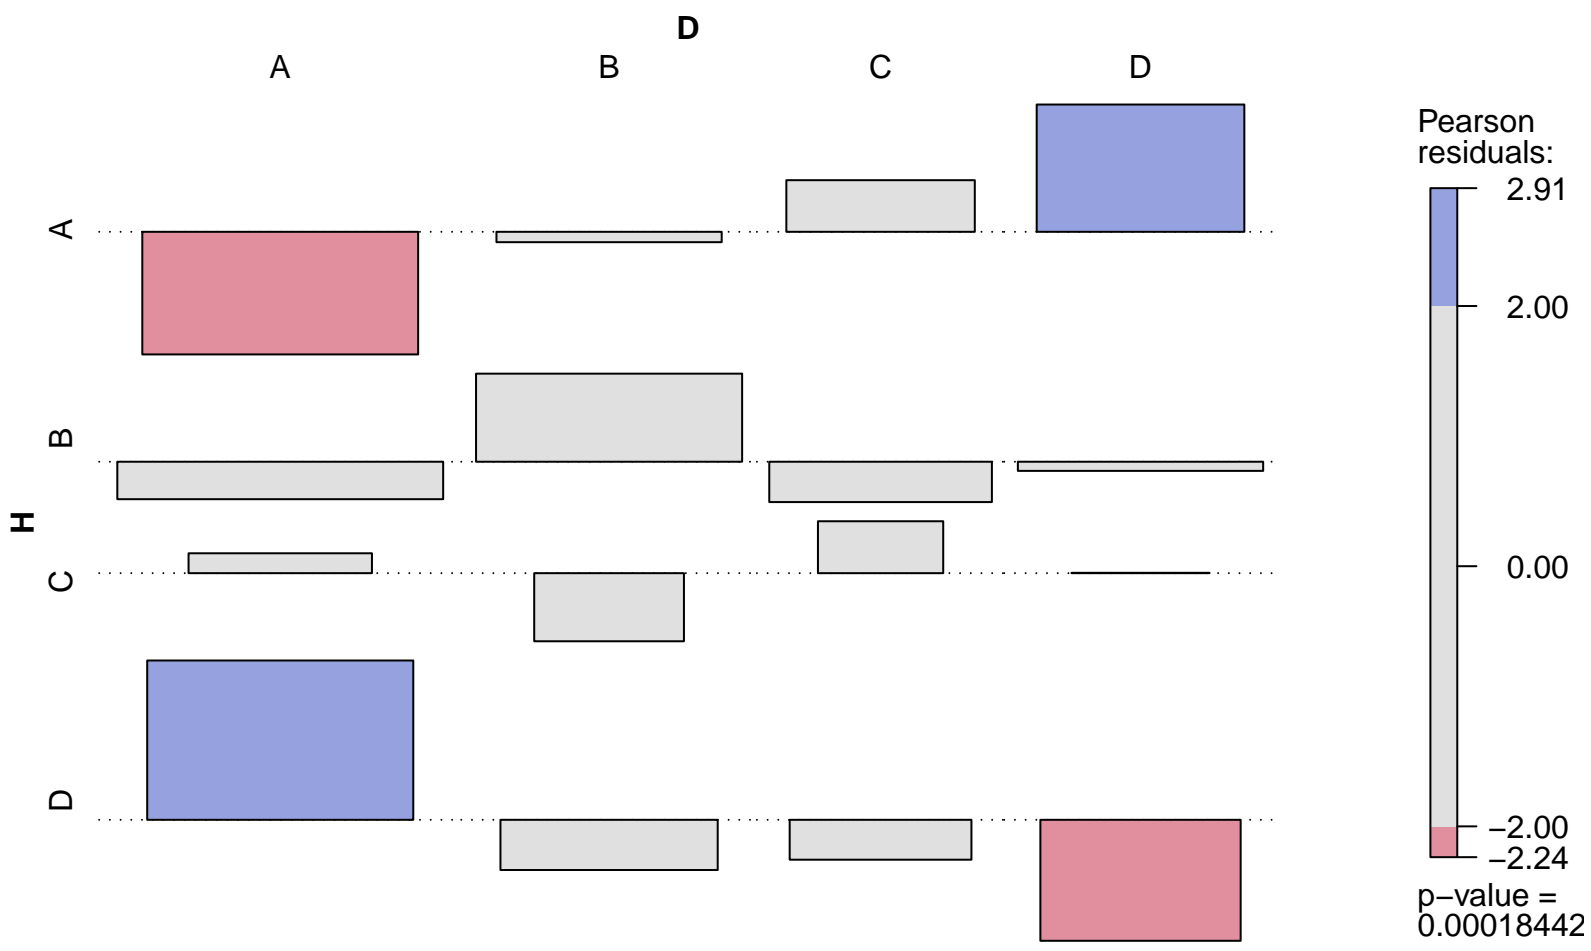 D
A B C D
A
B
C
D
H
Pearson
residuals:
2.91
2.00
0.00
−2.00
−2.24
p−value =
0.00018442